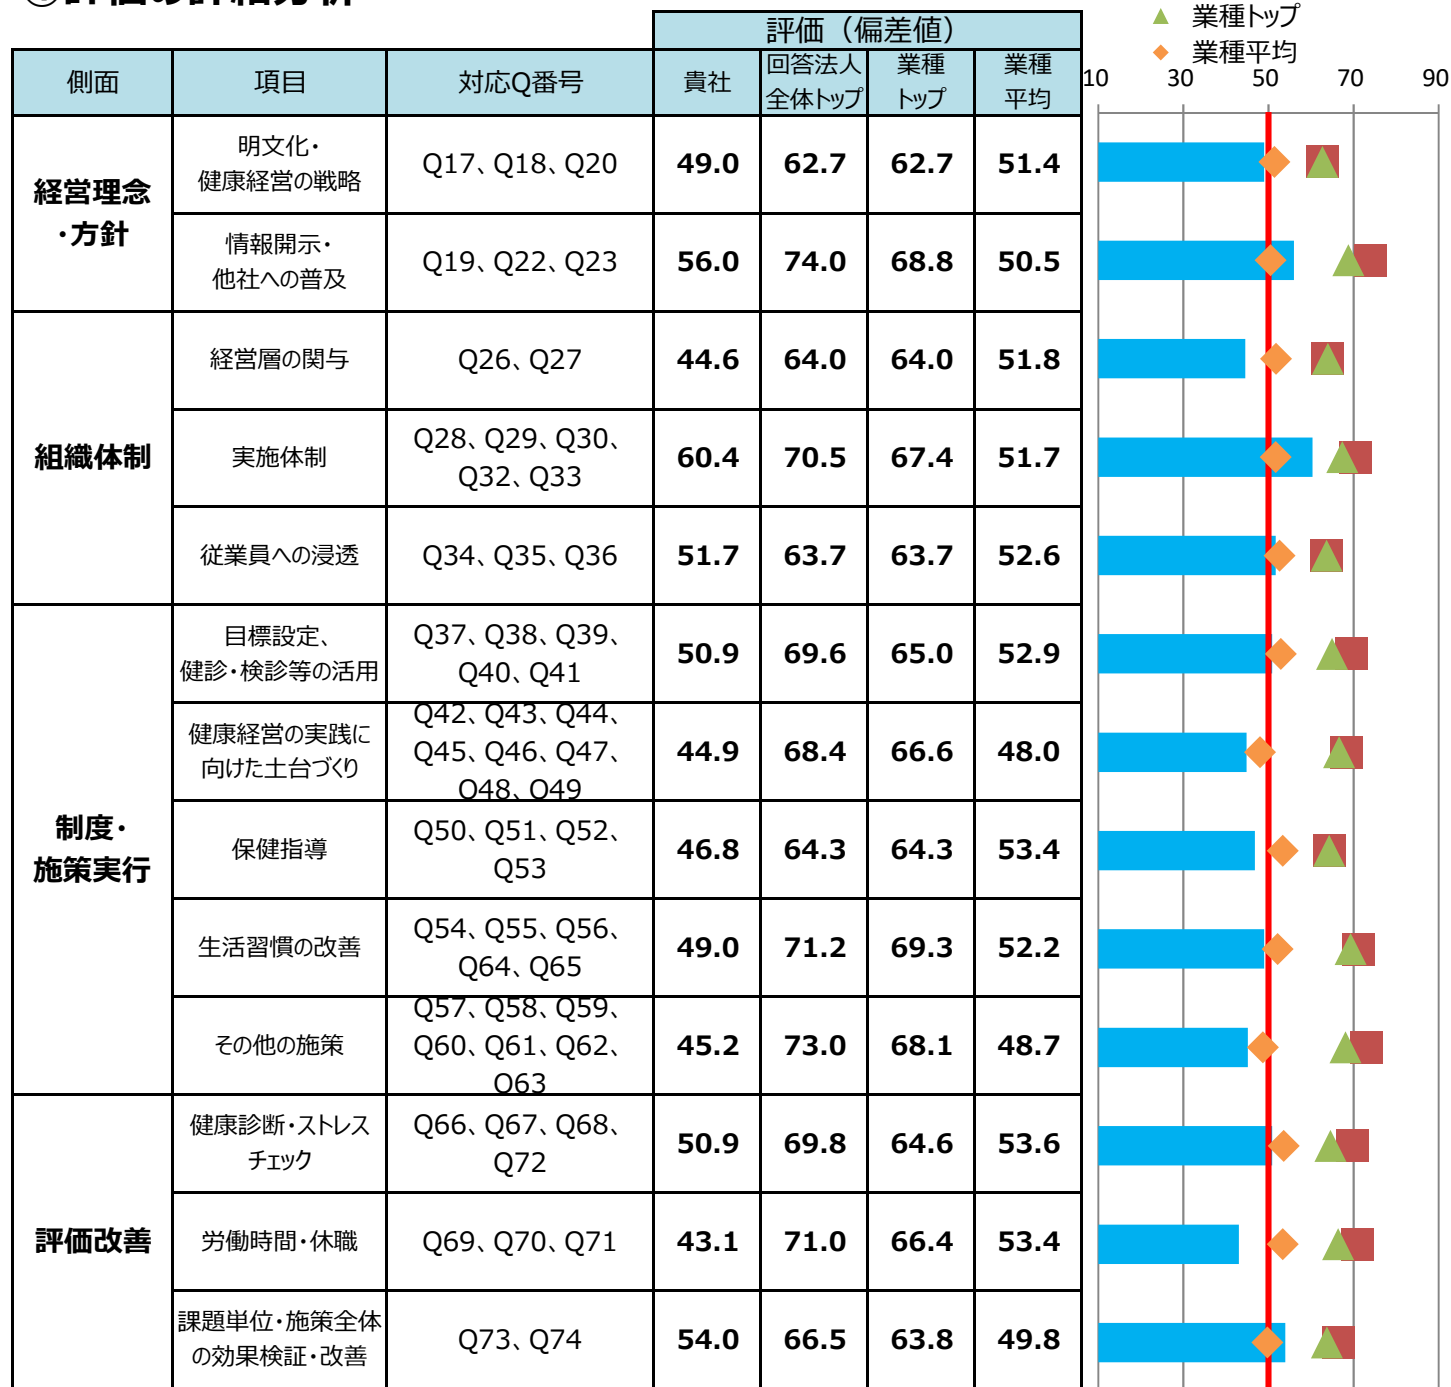 評価（偏差値）
▲ 業種トップ
◆ 業種平均
側面 項目 対応Q番号 貴社 回答法人全体トップ 業種トップ 業種平均
10 30 50 70 90
経営理念・方針
明文化・
健康経営の戦略
Q17、Q18、Q20
49.0 62.7 62.7 51.4
情報開示・
他社への普及
Q19、Q22、Q23
56.0 74.0 68.8 50.5
組織体制
経営層の関与
Q26、Q27
44.6 64.0 64.0 51.8
実施体制
Q28、Q29、Q30、
Q32、Q33
60.4 70.5 67.4 51.7
従業員への浸透
Q34、Q35、Q36
51.7 63.7 63.7 52.6
制度・
施策実行
目標設定、
健診・検診等の活用
Q37、Q38、Q39、
Q40、Q41
50.9 69.6 65.0 52.9
健康経営の実践に
向けた土台づくり
Q42、Q43、Q44、
Q45、Q46、Q47、
Q48、Q49
44.9 68.4 66.6 48.0
保健指導
Q50、Q51、Q52、
Q53
46.8 64.3 64.3 53.4
生活習慣の改善
Q54、Q55、Q56、
Q64、Q65
49.0 71.2 69.3 52.2
その他の施策
Q57、Q58、Q59、
Q60、Q61、Q62、
Q63
45.2 73.0 68.1 48.7
評価改善
健康診断・ストレス
チェック
Q66、Q67、Q68、
Q72
50.9 69.8 64.6 53.6
労働時間・休職
Q69、Q70、Q71
43.1 71.0 66.4 53.4
課題単位・施策全体
の効果検証・改善
Q73、Q74
54.0 66.5 63.8 49.8